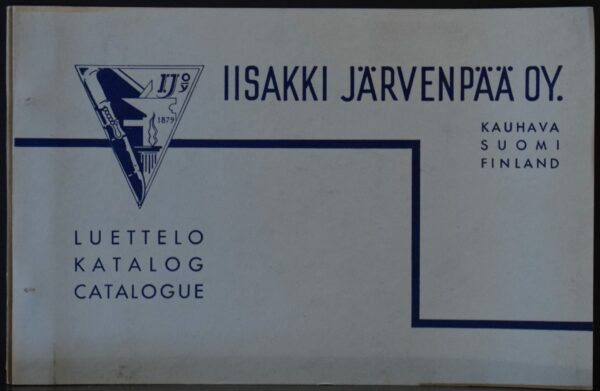 IJ OY
1879
IISAKKI JÄRVENPÄÄ OY.
KAUHAVA
SUOMI
FINLAND
LUETTELO
KATALOG
CATALOGUE